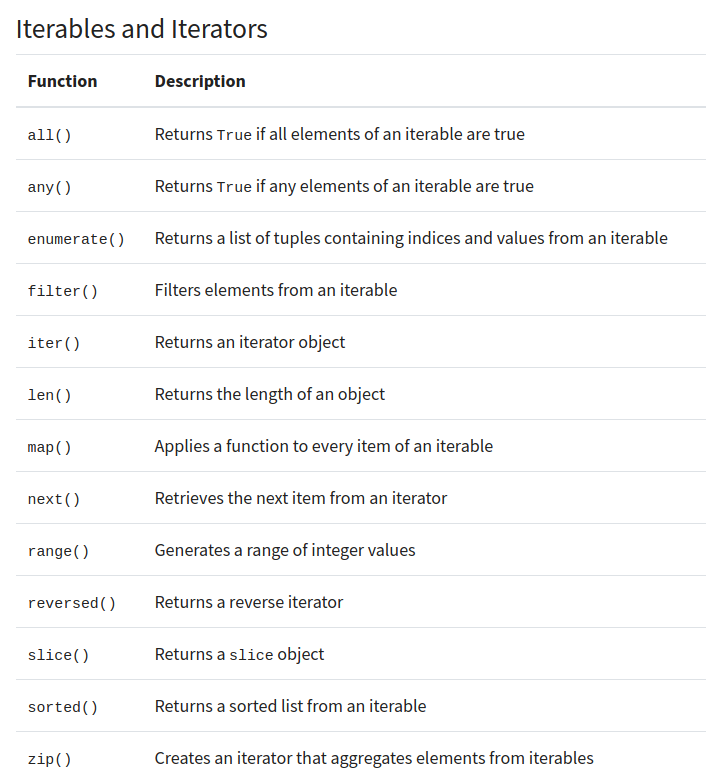 Iterables and Iterators
Function Description
all() Returns True if all elements of an iterable are true
any() Returns True if any elements of an iterable are true
enumerate() Returns a list of tuples containing indices and values from an iterable
filter() Filters elements from an iterable
iter() Returns an iterator object
len() Returns the length of an object
map() Applies a function to every item of an iterable
next() Retrieves the next item from an iterator
range() Generates a range of integer values
reversed() Returns a reverse iterator
slice() Returns a slice object
sorted() Returns a sorted list from an iterable
zip() Creates an iterator that aggregates elements from iterables